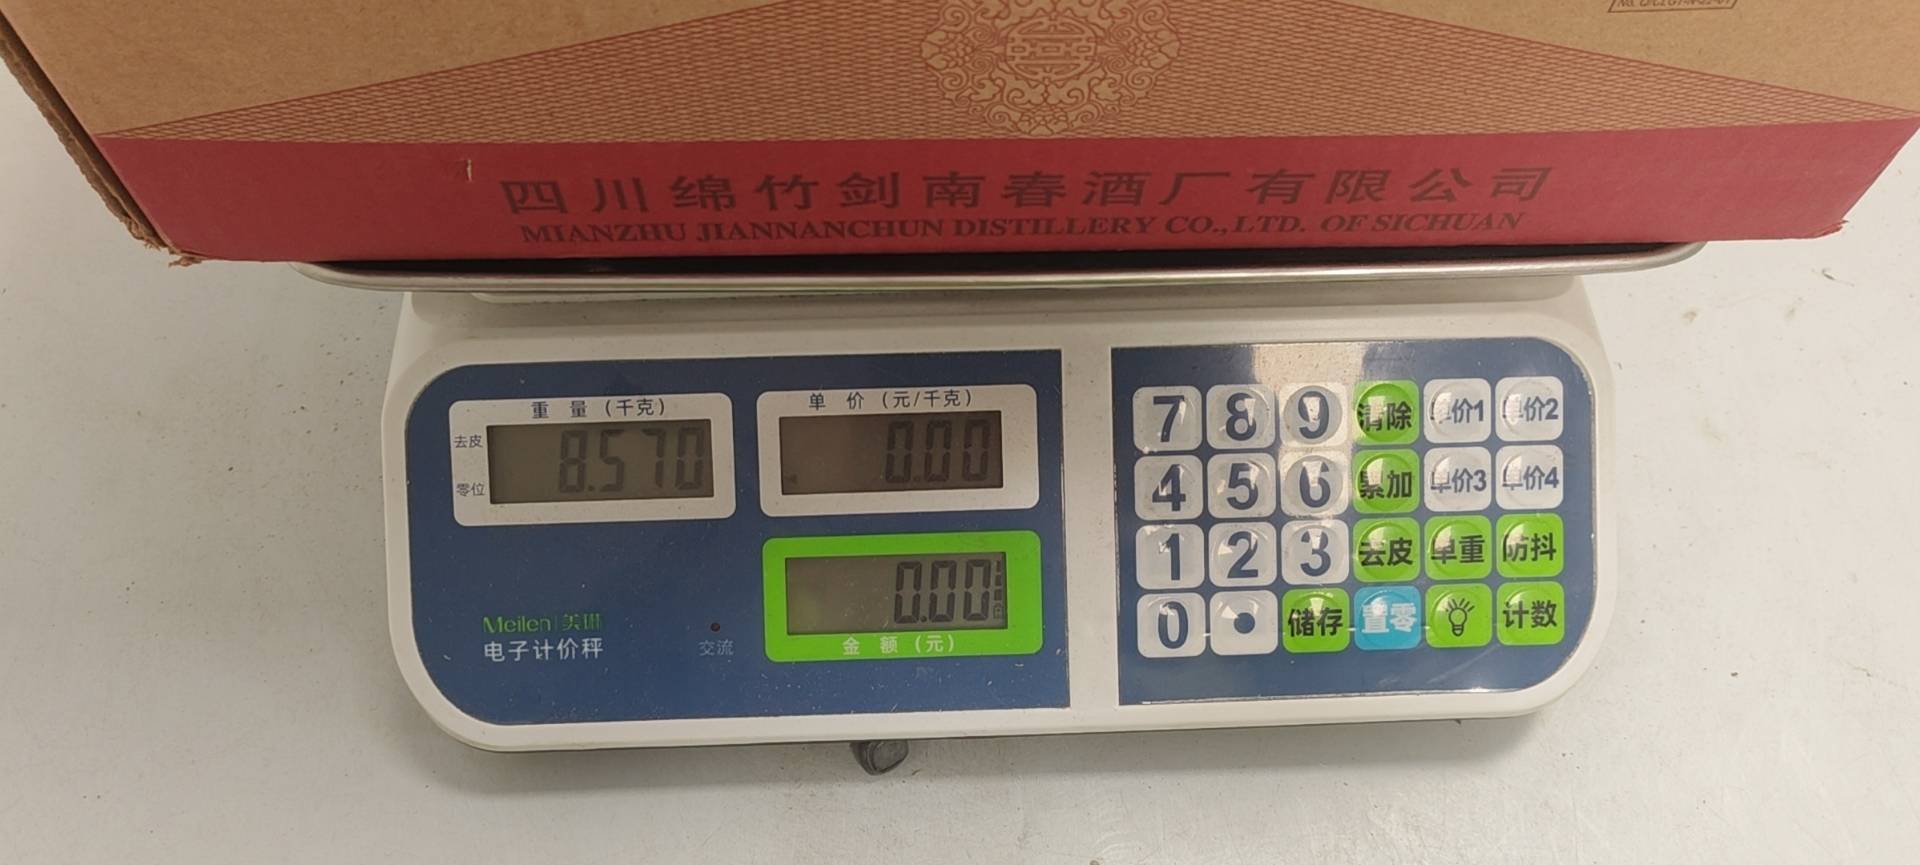 四川绵竹剑南春酒厂有限公司
MIANZHU JIANNANCHUN DISTILLERY CO.,LTD. OF SICHUAN
重量(千克)
去皮
零位
8.570
单价(元/千克)
0.00
0.00
金额(元)
Meilen 美琳
电子计价秤
交流
7 8 9 清除 单价1 单价2
4 5 6 累加 单价3 单价4
1 2 3 去皮 单重 防抖
0 . 储存 置零 计数